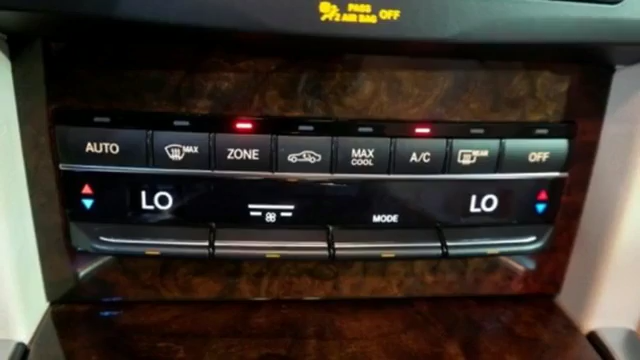 PASS
2 AIR BAG OFF
AUTO
MAX
ZONE
MAX
COOL
A/C
REAR
OFF
LO
MODE
LO